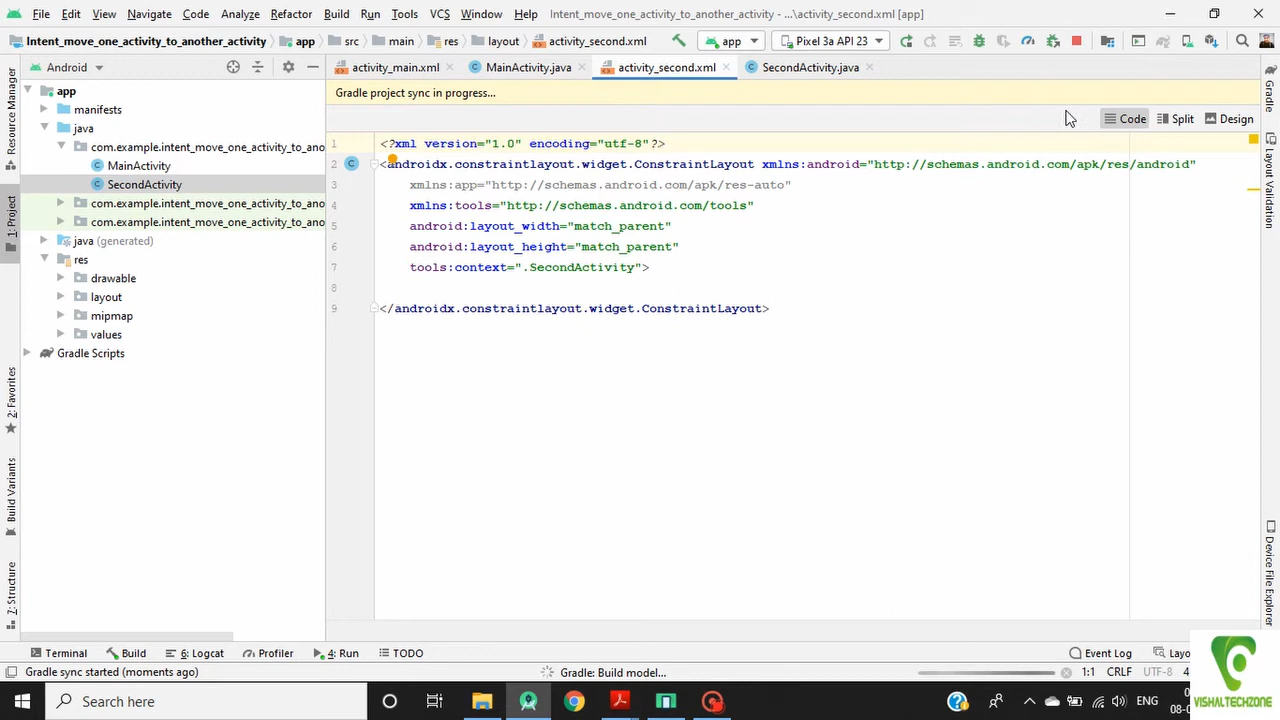 File Edit View Navigate Code Analyze Refactor Build Run Tools VCS Window Help Intent_move_one_activity_to_another_activity - ...\activity_second.xml [app]
Intent_move_one_activity_to_another_activity app src main res layout activity_second.xml app Pixel 3a API 23
Android activity_main.xml MainActivity.java activity_second.xml SecondActivity.java
Gradle project sync in progress...
Code Split Design
Resource Manager
1: Project
2: Favorites
Build Variants
7: Structure
app
manifests
java
com.example.intent_move_one_activity_to_ano
MainActivity
SecondActivity
com.example.intent_move_one_activity_to_ano
com.example.intent_move_one_activity_to_ano
java (generated)
res
drawable
layout
mipmap
values
Gradle Scripts
1 <?xml version="1.0" encoding="utf-8"?>
2 <androidx.constraintlayout.widget.ConstraintLayout xmlns:android="http://schemas.android.com/apk/res/android"
3 xmlns:app="http://schemas.android.com/apk/res-auto"
4 xmlns:tools="http://schemas.android.com/tools"
5 android:layout_width="match_parent"
6 android:layout_height="match_parent"
7 tools:context=".SecondActivity">
8
9 </androidx.constraintlayout.widget.ConstraintLayout>
Gradle
Layout Validation
Device File Explorer
Terminal Build 6: Logcat Profiler 4: Run TODO Event Log Layo
Gradle sync started (moments ago) Gradle: Build model... 1:1 CRLF UTF-8 4
Type here to search ENG
08-0
VISHALTECHZONE